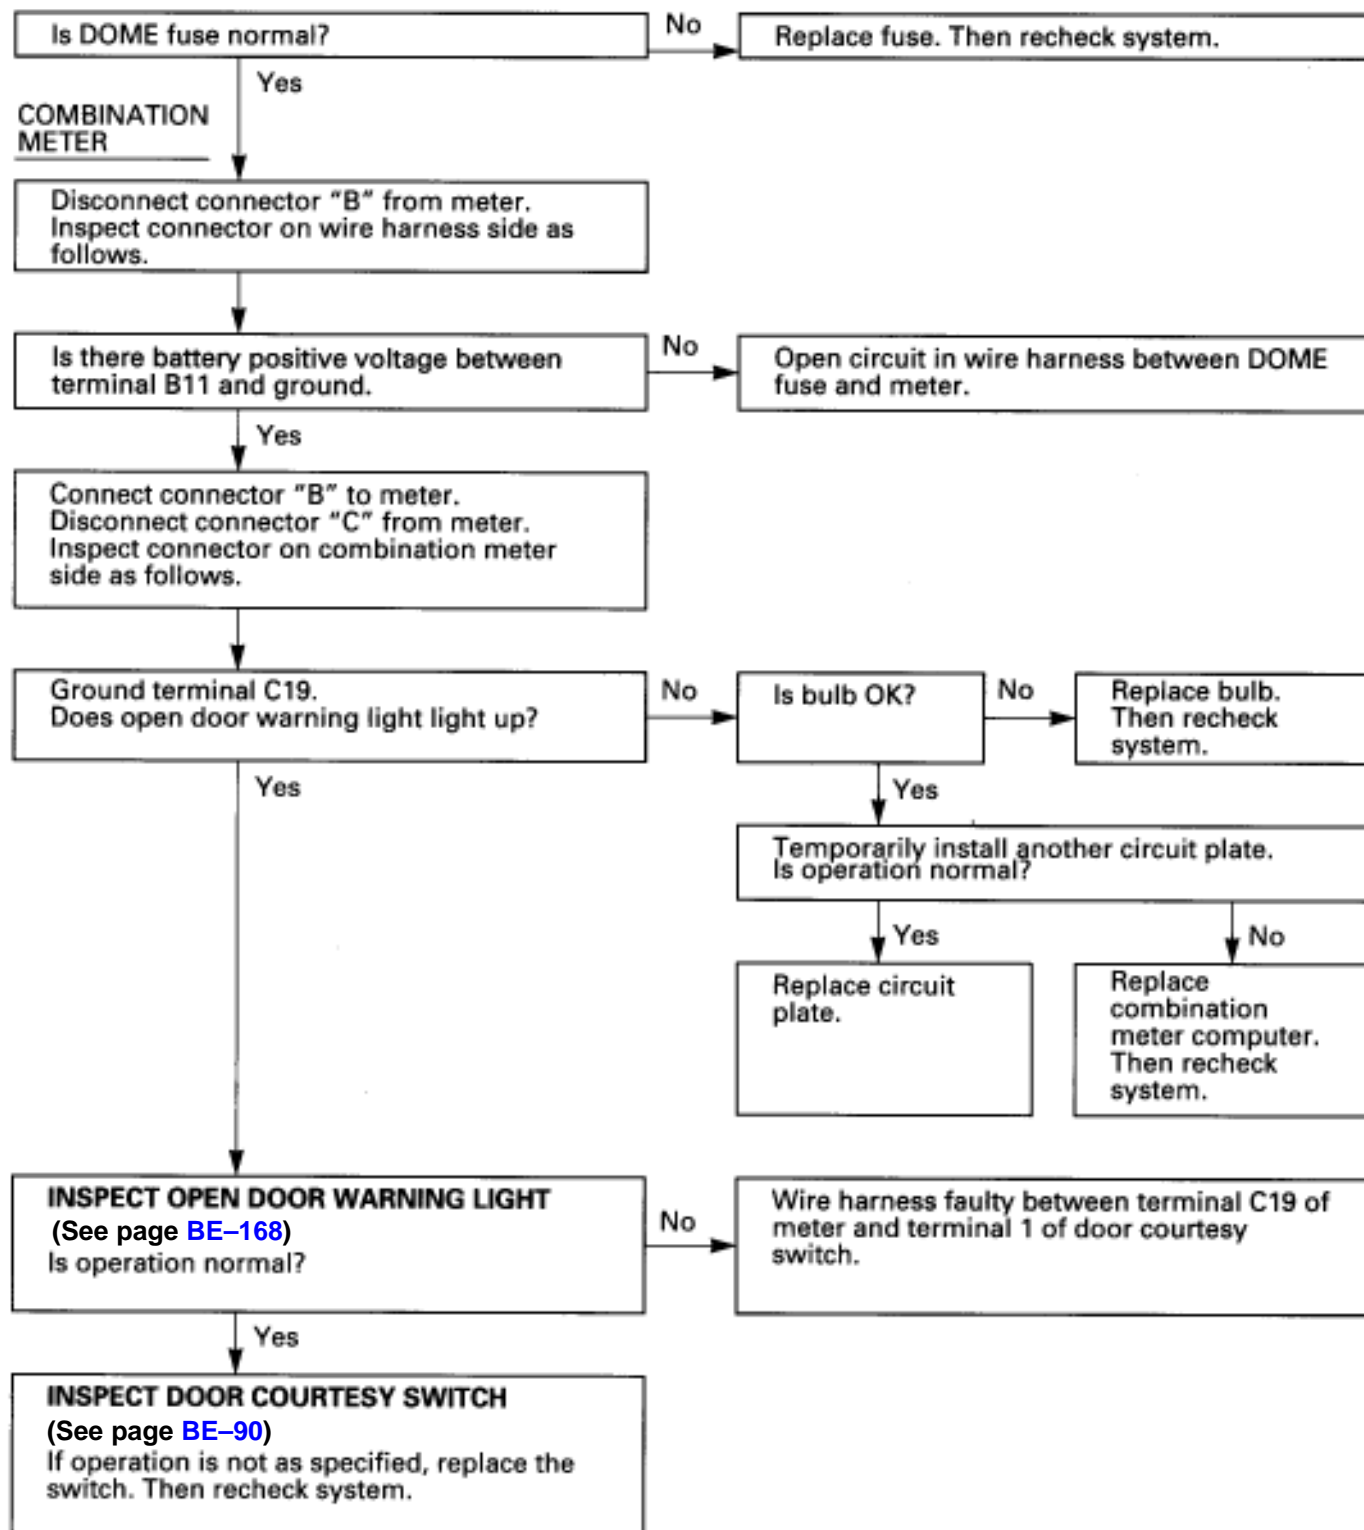 Is DOME fuse normal?
No
Replace fuse. Then recheck system.
Yes
COMBINATION
METER
Disconnect connector "B" from meter.
Inspect connector on wire harness side as
follows.
Is there battery positive voltage between
terminal B11 and ground.
No
Open circuit in wire harness between DOME
fuse and meter.
Yes
Connect connector "B" to meter.
Disconnect connector "C" from meter.
Inspect connector on combination meter
side as follows.
Ground terminal C19.
Does open door warning light light up?
No
Is bulb OK?
No
Replace bulb.
Then recheck
system.
Yes
Yes
Temporarily install another circuit plate.
Is operation normal?
Yes
No
Replace circuit
plate.
Replace
combination
meter computer.
Then recheck
system.
INSPECT OPEN DOOR WARNING LIGHT
(See page BE–168)
Is operation normal?
No
Wire harness faulty between terminal C19 of
meter and terminal 1 of door courtesy
switch.
Yes
INSPECT DOOR COURTESY SWITCH
(See page BE–90)
If operation is not as specified, replace the
switch. Then recheck system.